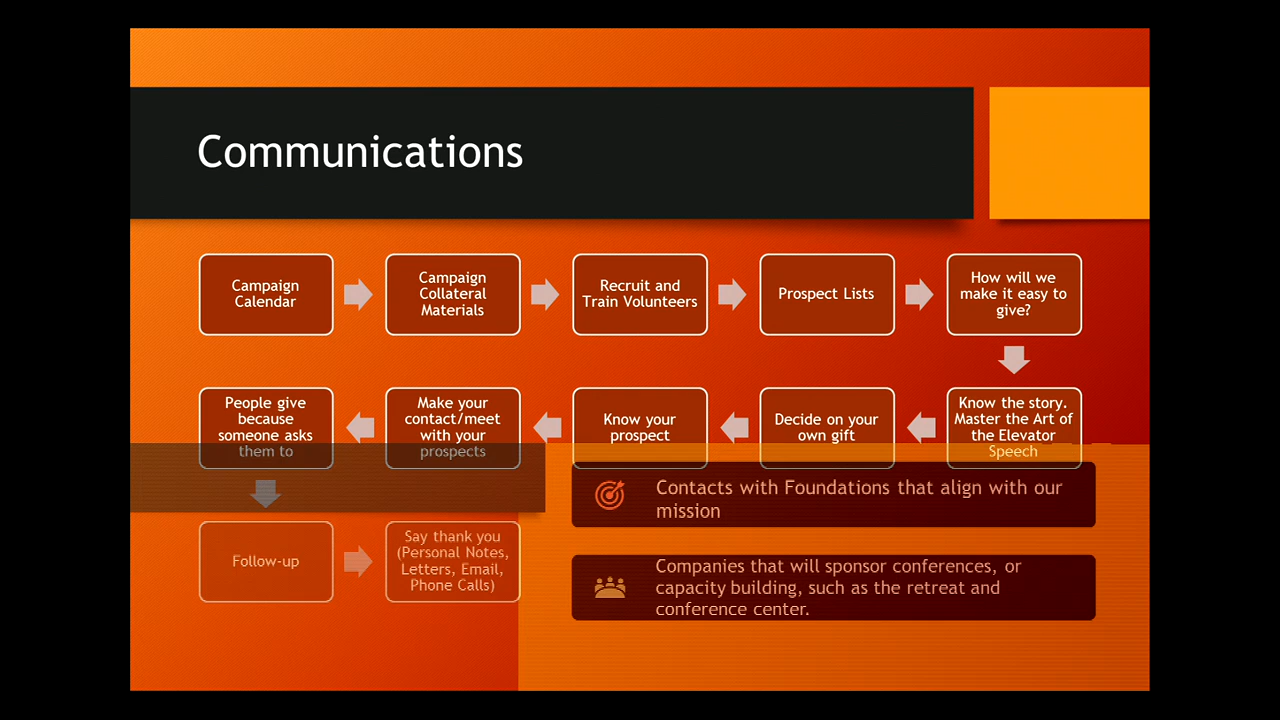 Communications
Campaign
Calendar
Campaign
Collateral
Materials
Recruit and
Train Volunteers
Prospect Lists
How will we
make it easy to
give?
Know the story.
Master the Art of
the Elevator
Speech
Decide on your
own gift
Know your
prospect
Make your
contact/meet
with your
prospects
People give
because
someone asks
them to
Follow-up
Say thank you
(Personal Notes,
Letters, Email,
Phone Calls)
Contacts with Foundations that align with our
mission
Companies that will sponsor conferences, or
capacity building, such as the retreat and
conference center.